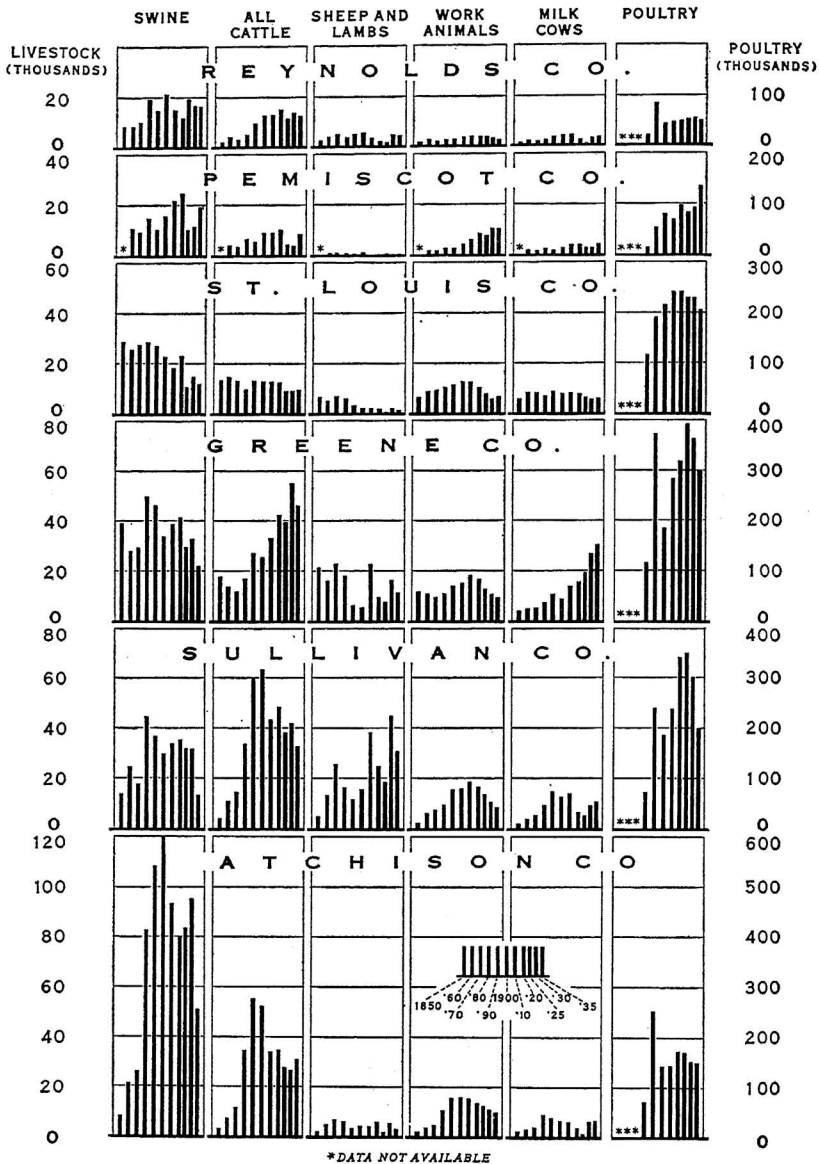 SWINE ALL CATTLE SHEEP AND LAMBS WORK ANIMALS MILK COWS POULTRY
LIVESTOCK (THOUSANDS) POULTRY (THOUSANDS)
REYNOLDS CO.
20 100
0 *** 0
40 200
PEMISCOT CO.
20 100
0 * * * * * *** 0
60 300
ST. LOUIS CO.
40 200
20 100
0 *** 0
80 400
GREENE CO.
60 300
40 200
20 100
0 *** 0
80 400
SULLIVAN CO.
60 300
40 200
20 100
0 *** 0
120 600
ATCHISON CO
100 500
80 400
60 300
1850 '60 '70 '80 '90 1900 '10 '20 '25 '30 '35
40 200
20 100
0 *** 0
*DATA NOT AVAILABLE